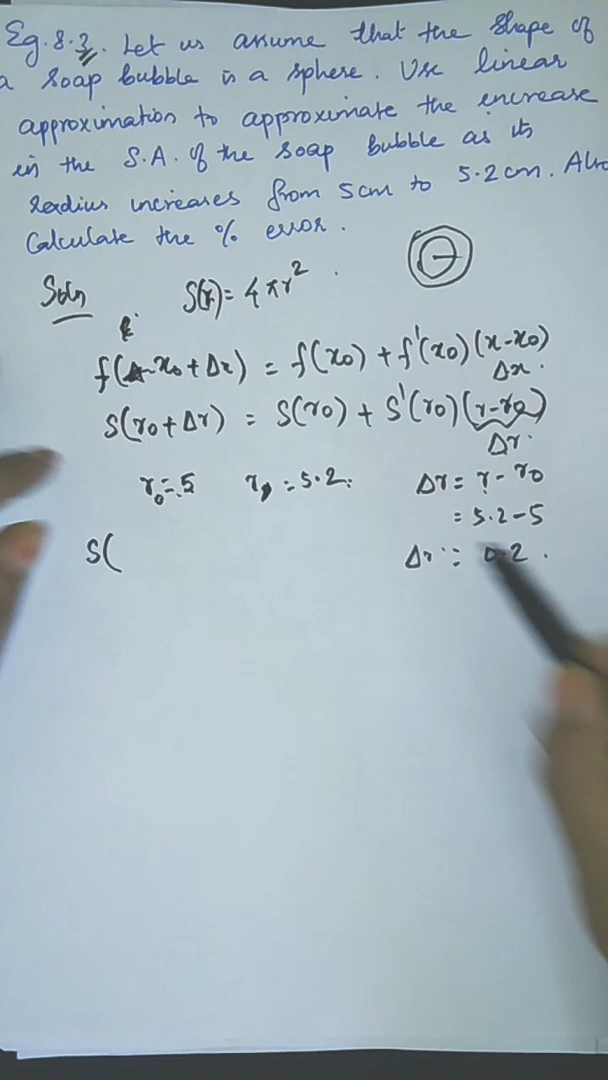 Eg. 8.3. Let us assume that the shape of
a soap bubble is a sphere. Use linear
approximation to approximate the increase
in the S.A. of the soap bubble as its
radius increases from 5cm to 5.2cm. Also
Calculate the % error.
Soln S(r) = 4πr²
f(x₀ + Δx) = f(x₀) + f'(x₀)(x-x₀)
Δx.
S(r₀+Δr) = S(r₀) + S'(r₀)(r-r₀)
Δr.
r₀ = 5 r = 5.2. Δr = r - r₀
= 5.2-5
S( Δr = 0.2.